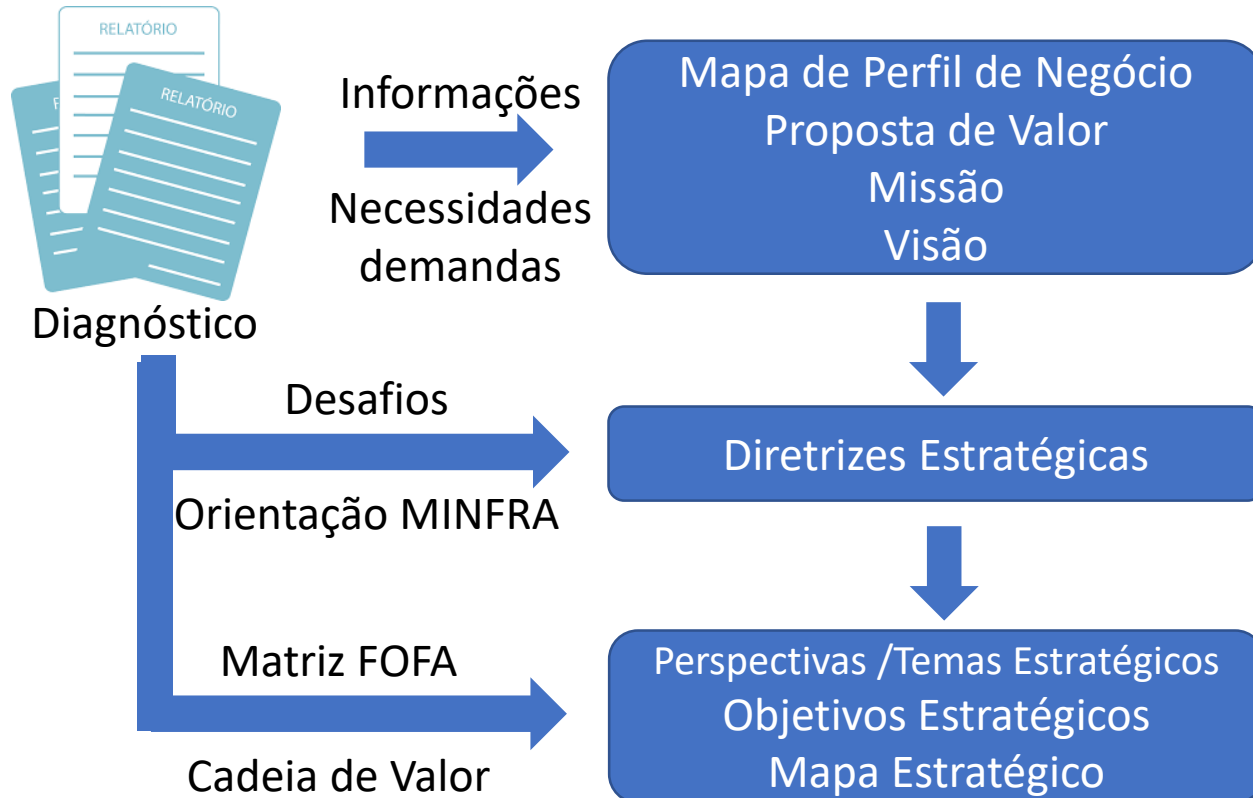 RELATÓRIO
RELATÓRIO
Diagnóstico
Informações
Necessidades
demandas
Mapa de Perfil de Negócio
Proposta de Valor
Missão
Visão
Desafios
Orientação MINFRA
Diretrizes Estratégicas
Matriz FOFA
Cadeia de Valor
Perspectivas /Temas Estratégicos
Objetivos Estratégicos
Mapa Estratégico